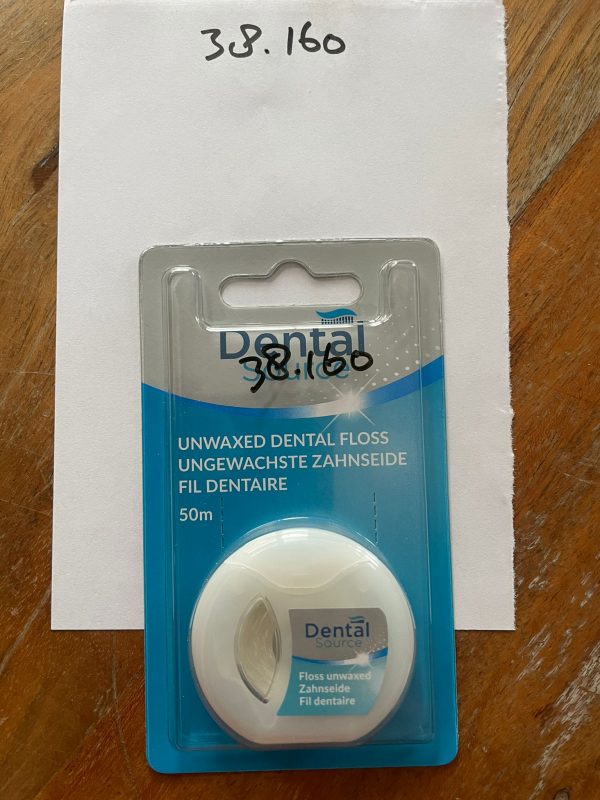 38.160
Dental
Source
38.160
UNWAXED DENTAL FLOSS
UNGEWACHSTE ZAHNSEIDE
FIL DENTAIRE
50m
Dental
Source
Floss unwaxed
Zahnseide
Fil dentaire